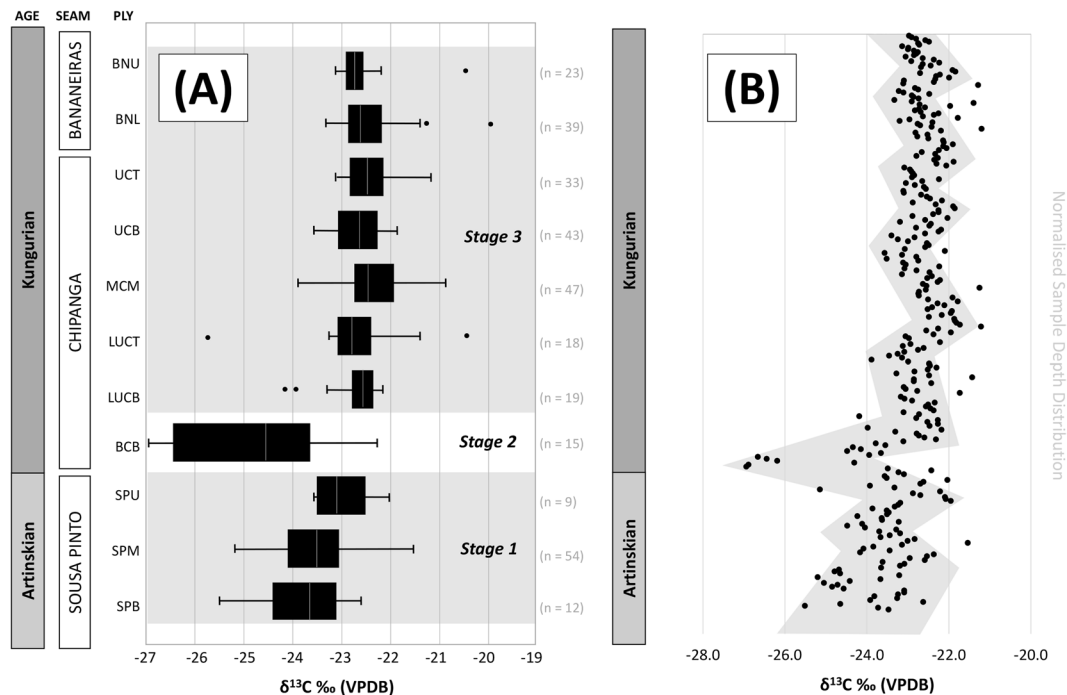 AGE SEAM PLY
(A)
(B)
Kungurian
Artinskian
BANANEIRAS
CHIPANGA
SOUSA PINTO
BNU (n = 23)
BNL (n = 39)
UCT (n = 33)
UCB Stage 3 (n = 43)
MCM (n = 47)
LUCT (n = 18)
LUCB (n = 19)
BCB Stage 2 (n = 15)
SPU (n = 9)
SPM Stage 1 (n = 54)
SPB (n = 12)
-27 -26 -25 -24 -23 -22 -21 -20 -19
δ¹³C ‰ (VPDB)
Kungurian
Artinskian
Normalised Sample Depth Distribution
-28.0 -26.0 -24.0 -22.0 -20.0
δ¹³C ‰ (VPDB)